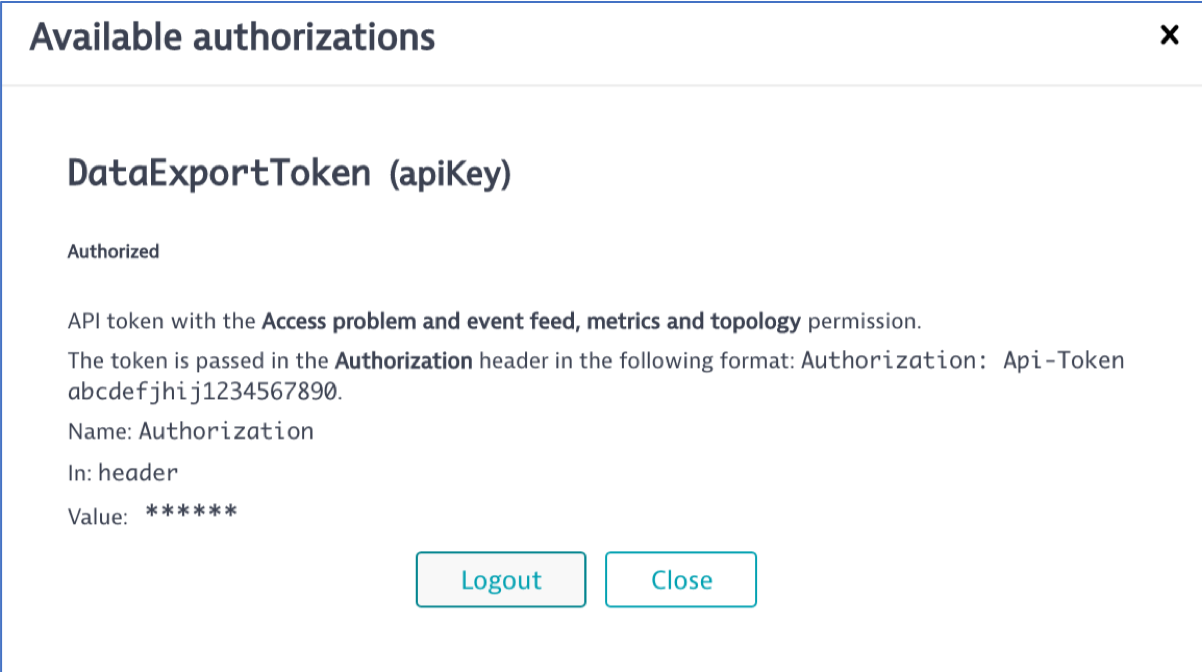 Available authorizations
×
DataExportToken (apiKey)
Authorized
API token with the Access problem and event feed, metrics and topology permission.
The token is passed in the Authorization header in the following format: Authorization: Api-Token
abcdefjhij1234567890.
Name: Authorization
In: header
Value: ******
Logout Close